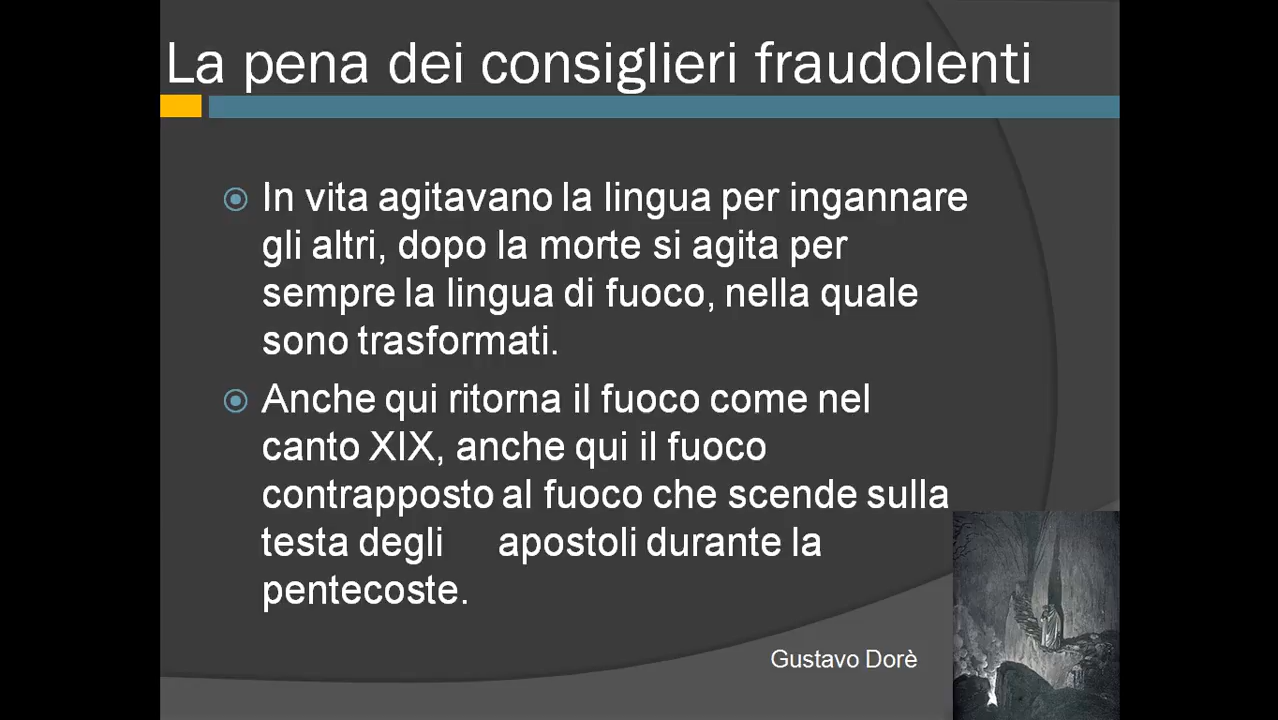 La pena dei consiglieri fraudolenti
In vita agitavano la lingua per ingannare
gli altri, dopo la morte si agita per
sempre la lingua di fuoco, nella quale
sono trasformati.
Anche qui ritorna il fuoco come nel
canto XIX, anche qui il fuoco
contrapposto al fuoco che scende sulla
testa degli apostoli durante la
pentecoste.
Gustavo Dorè